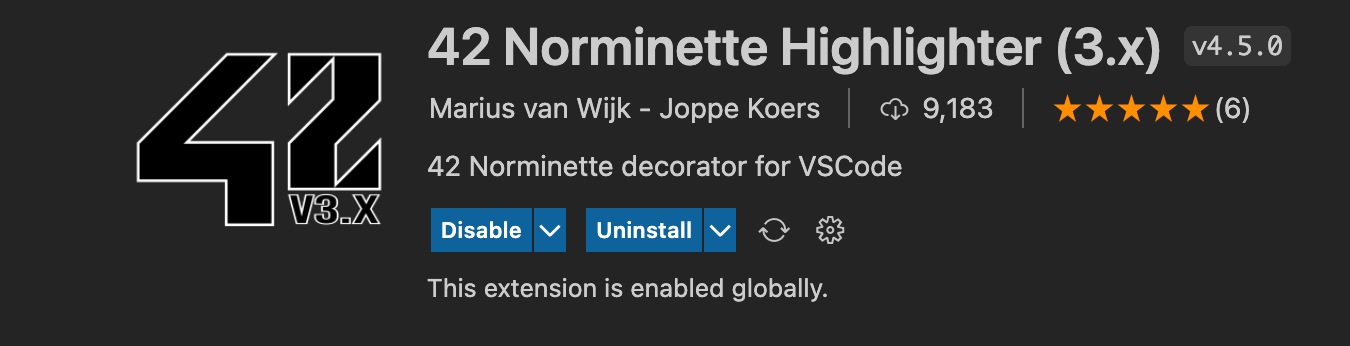 42 Norminette Highlighter (3.x) v4.5.0
Marius van Wijk - Joppe Koers 9,183 (6)
42 Norminette decorator for VSCode
Disable Uninstall
This extension is enabled globally.
42
V3.X